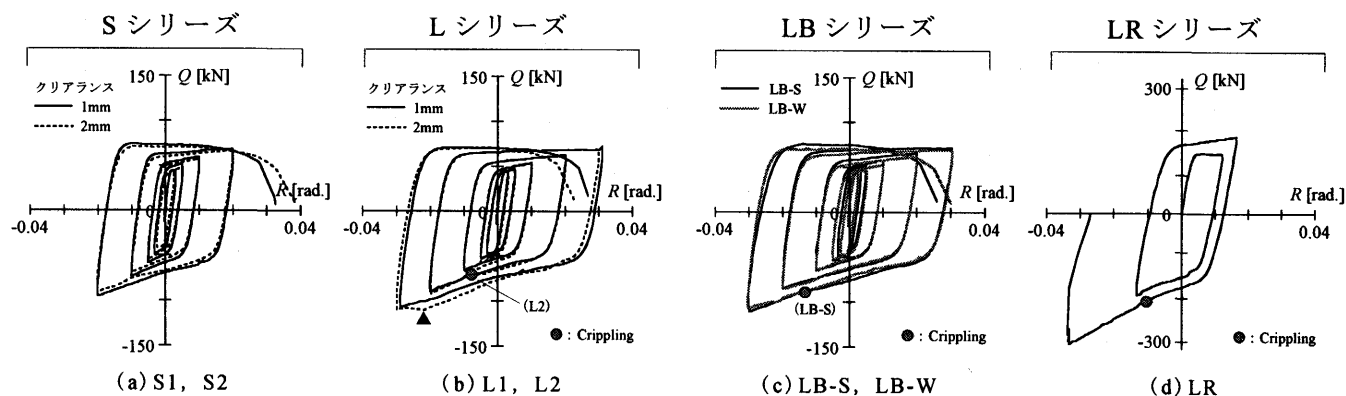 S シリーズ
L シリーズ
LB シリーズ
LR シリーズ
クリアランス
1mm
2mm
150
Q [kN]
R [rad.]
-0.04
0
0.04
-150
(a) S1, S2
クリアランス
1mm
2mm
150
Q [kN]
R [rad.]
-0.04
0
0.04
(L2)
▲
: Crippling
-150
(b) L1, L2
LB-S
LB-W
150
Q [kN]
R [rad.]
-0.04
0
0.04
(LB-S)
: Crippling
-150
(c) LB-S, LB-W
300
Q [kN]
R [rad.]
-0.04
0
0.04
: Crippling
-300
(d) LR